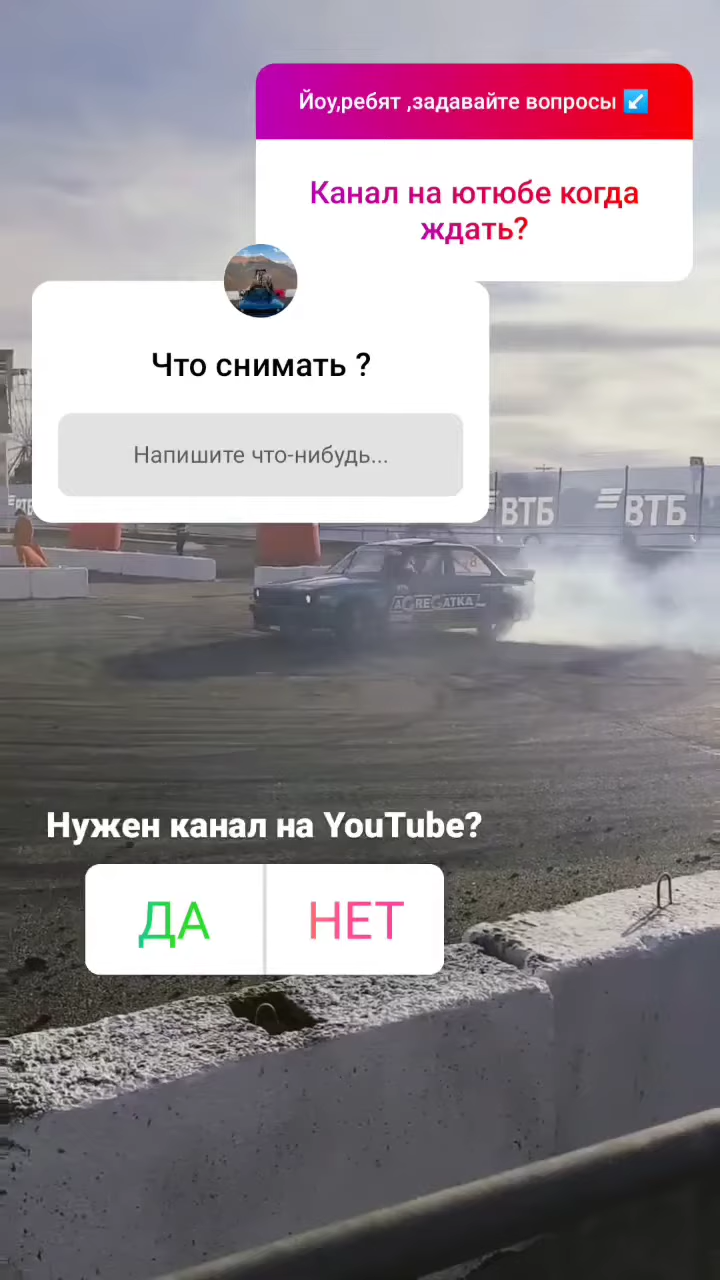 Йоу,ребят ,задавайте вопросы ↙️
Канал на ютюбе когда
ждать?
Что снимать ?
Напишите что-нибудь...
ВТБ
ВТБ
AGREGATKA
Нужен канал на YouTube?
ДА
НЕТ